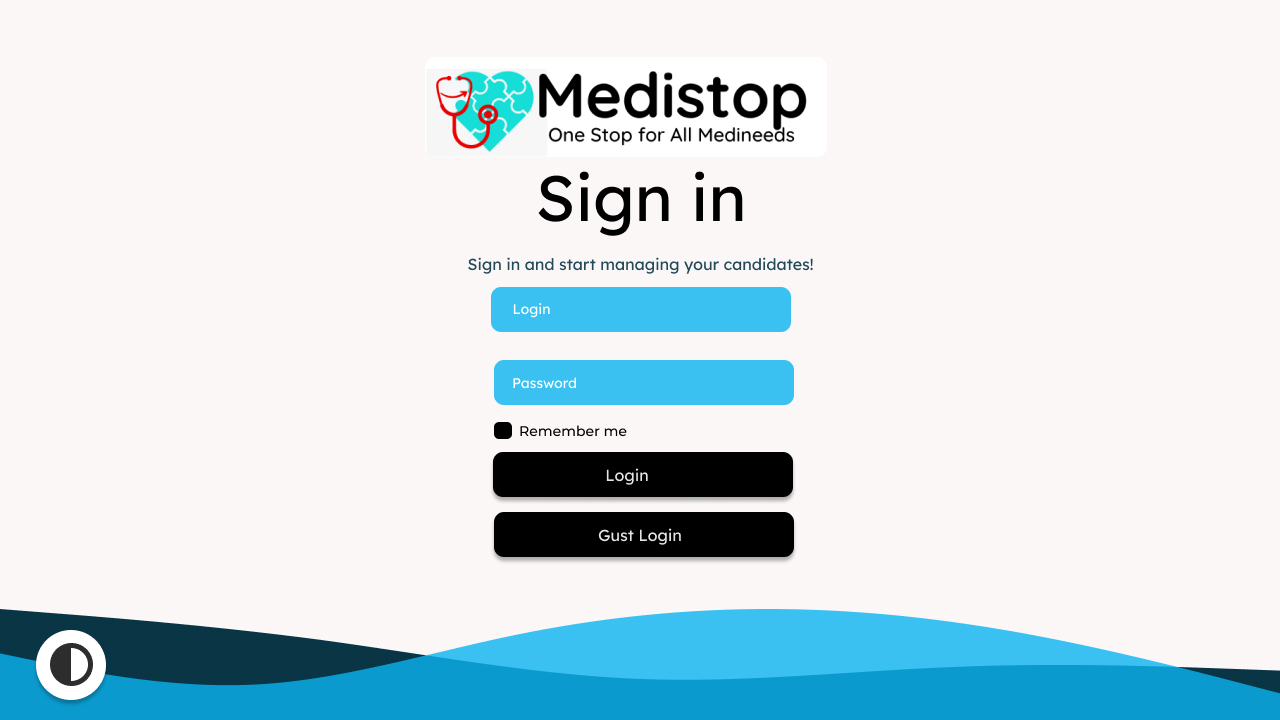 Medistop
One Stop for All Medineeds
Sign in
Sign in and start managing your candidates!
Login
Password
Remember me
Login
Gust Login